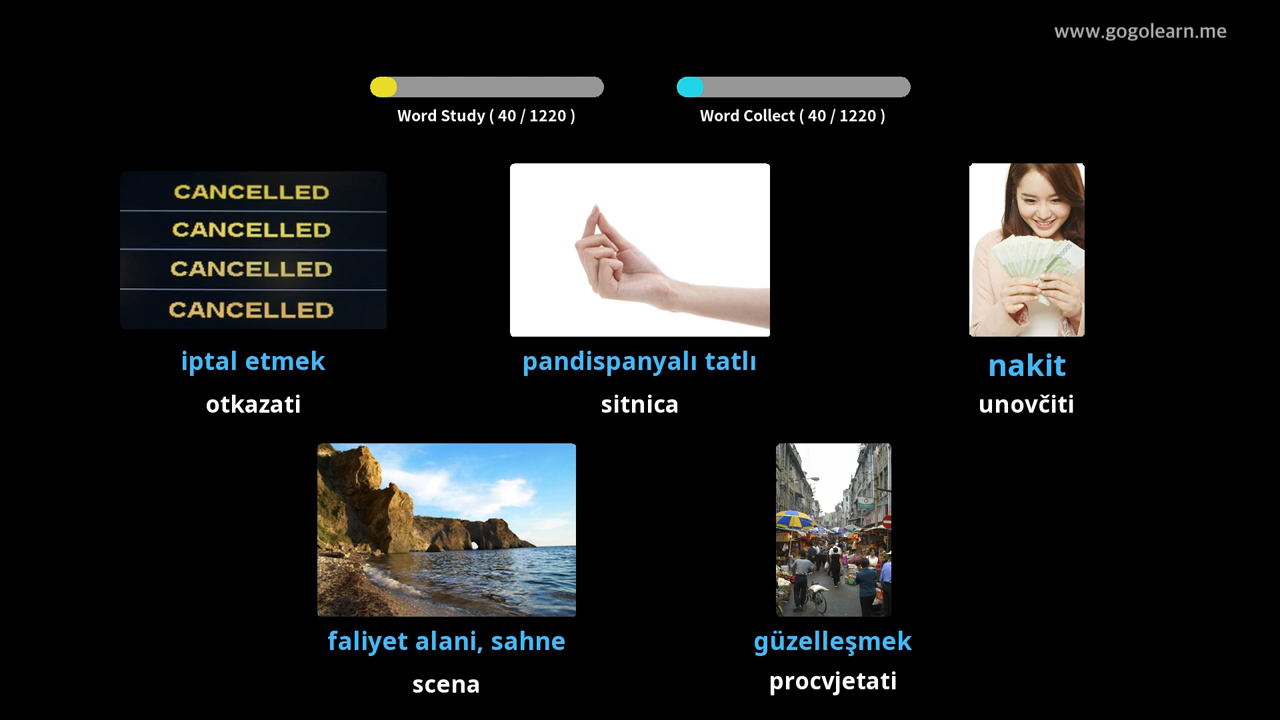 www.gogolearn.me
Word Study ( 40 / 1220 )
Word Collect ( 40 / 1220 )
CANCELLED
CANCELLED
CANCELLED
CANCELLED
iptal etmek
otkazati
pandispanyalı tatlı
sitnica
nakit
unovčiti
faliyet alani, sahne
scena
güzelleşmek
procvjetati